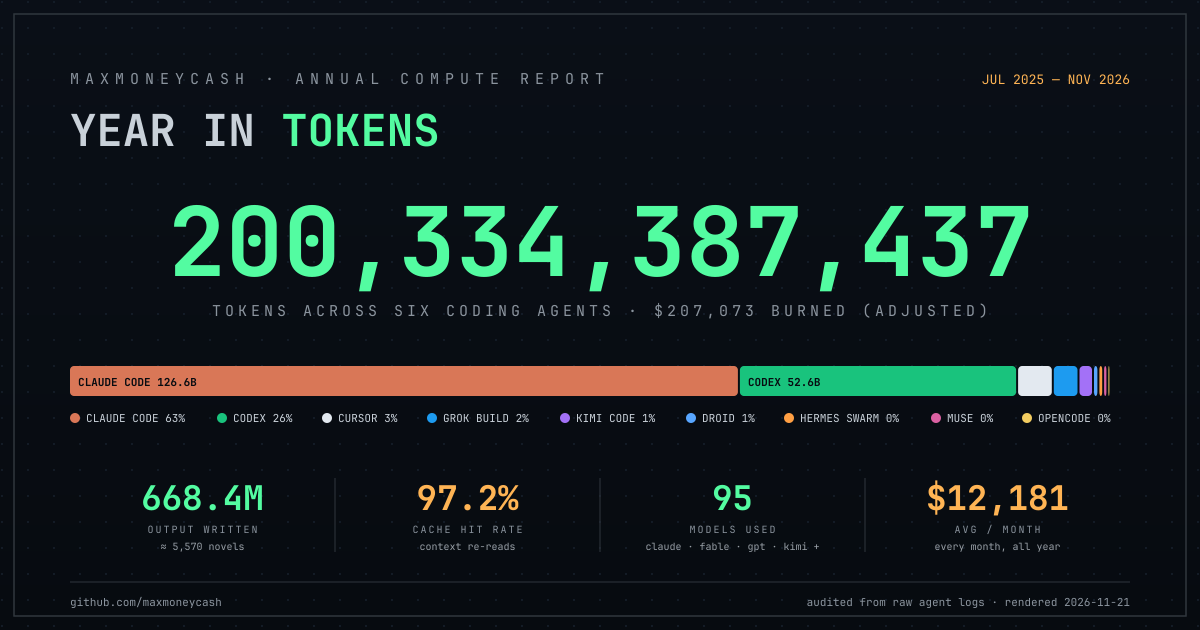 MAXMONEYCASH · ANNUAL COMPUTE REPORT
JUL 2025 — NOV 2026
YEAR IN TOKENS
200,334,387,437
TOKENS ACROSS SIX CODING AGENTS · $207,073 BURNED (ADJUSTED)
CLAUDE CODE 126.6B
CODEX 52.6B
CLAUDE CODE 63% CODEX 26% CURSOR 3% GROK BUILD 2% KIMI CODE 1% DROID 1% HERMES SWARM 0% MUSE 0% OPENCODE 0%
668.4M
OUTPUT WRITTEN
≈ 5,570 novels
97.2%
CACHE HIT RATE
context re-reads
95
MODELS USED
claude · fable · gpt · kimi +
$12,181
AVG / MONTH
every month, all year
github.com/maxmoneycash
audited from raw agent logs · rendered 2026-11-21